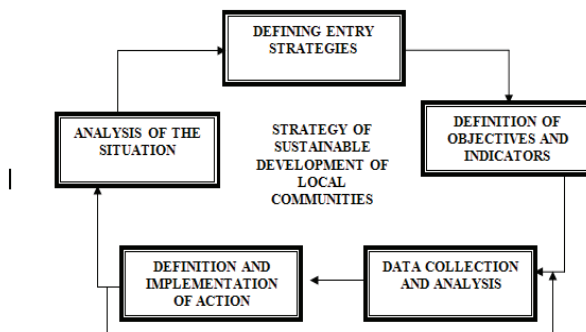 DEFINING ENTRY
STRATEGIES
ANALYSIS OF THE
SITUATION
STRATEGY OF
SUSTAINABLE
DEVELOPMENT OF
LOCAL
COMMUNITIES
DEFINITION OF
OBJECTIVES AND
INDICATORS
DEFINITION AND
IMPLEMENTATION
OF ACTION
DATA COLLECTION
AND ANALYSIS